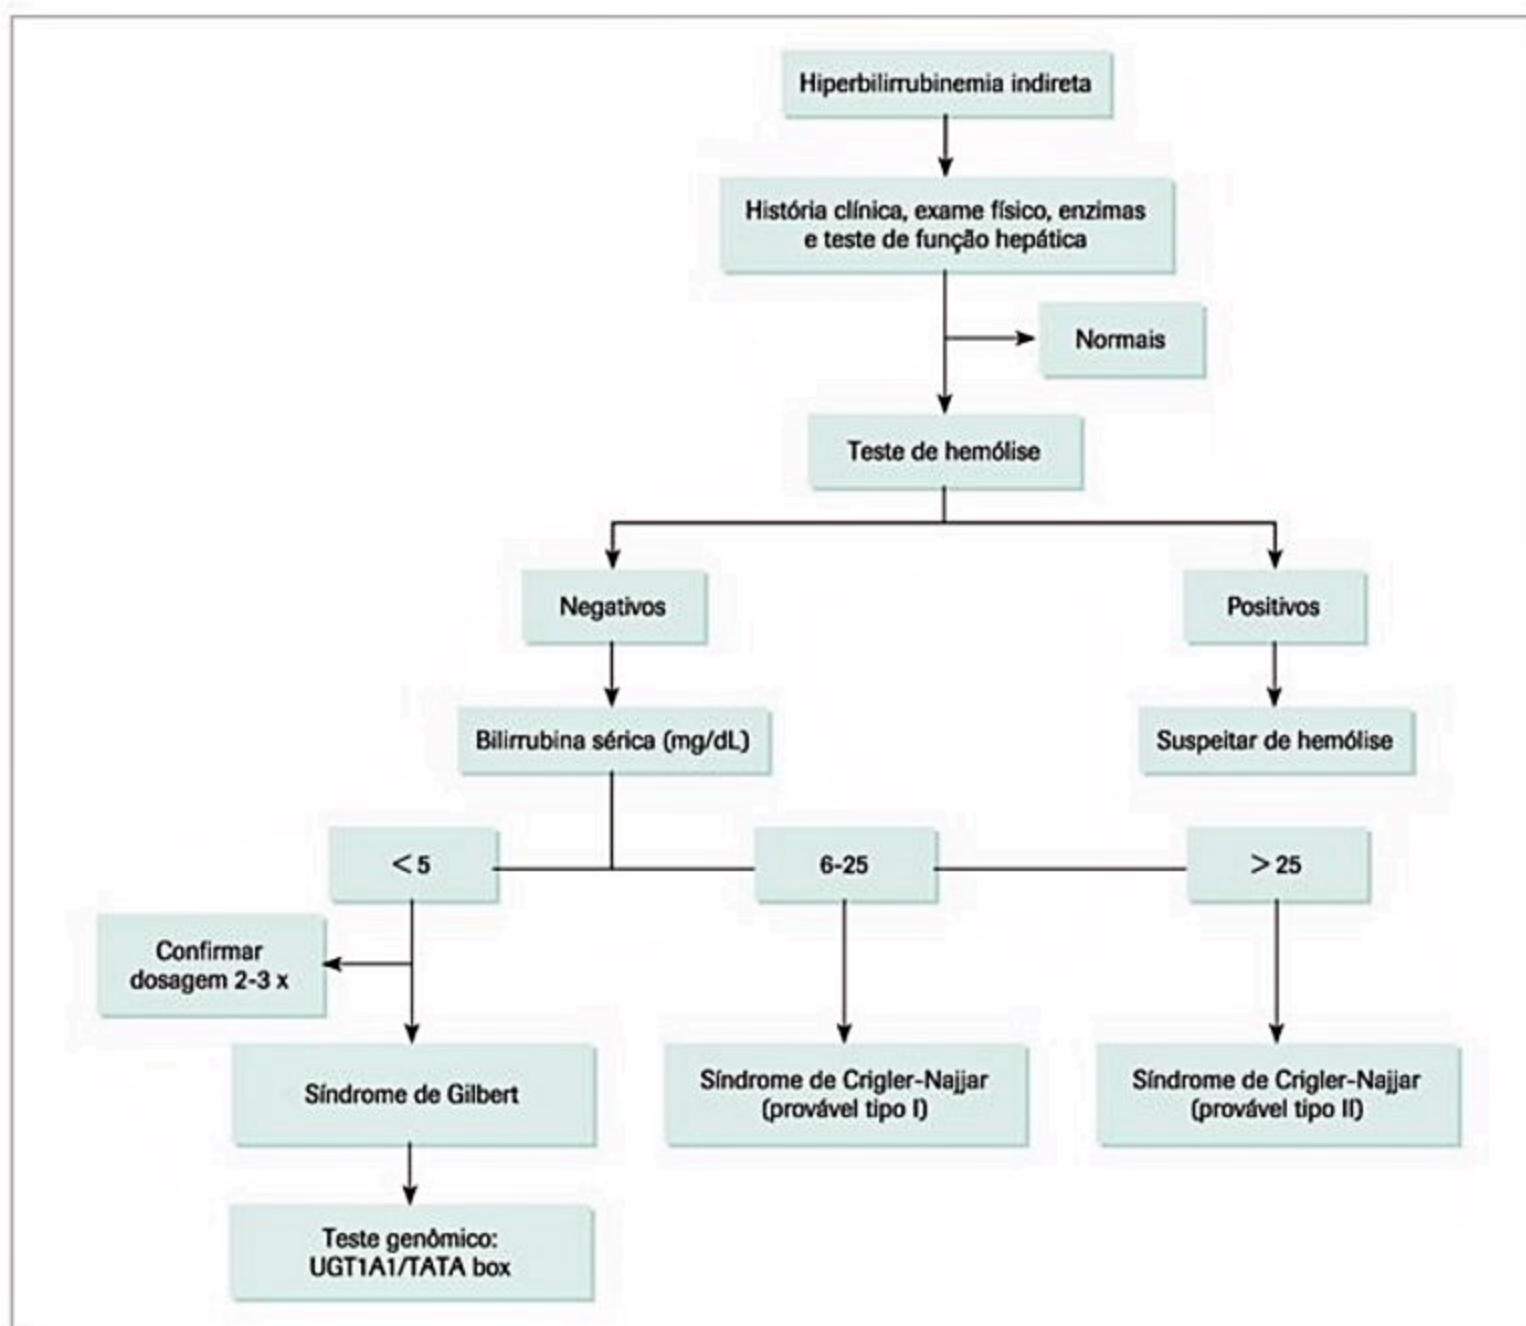 Hiperbilirrubinemia indireta
História clínica, exame físico, enzimas
e teste de função hepática
Normais
Teste de hemólise
Negativos
Positivos
Bilirrubina sérica (mg/dL)
Suspeitar de hemólise
< 5
6-25
> 25
Confirmar
dosagem 2-3 x
Síndrome de Gilbert
Síndrome de Crigler-Najjar
(provável tipo I)
Síndrome de Crigler-Najjar
(provável tipo II)
Teste genômico:
UGT1A1/TATA box